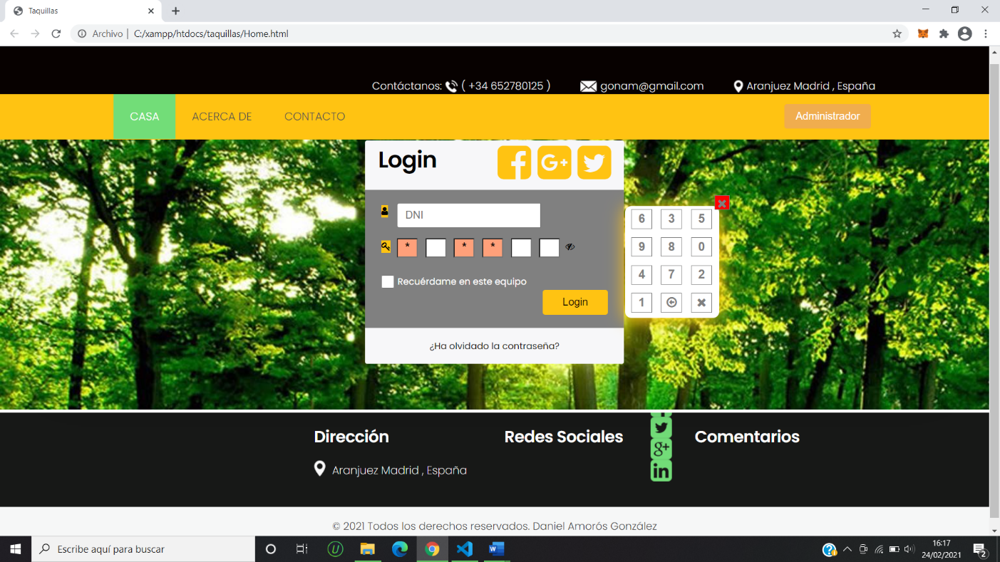 Taquillas
Archivo | C:/xampp/htdocs/taquillas/Home.html
Contáctanos: ( +34 652780125 ) gonam@gmail.com Aranjuez Madrid , España
CASA ACERCA DE CONTACTO Administrador
Login
DNI
* * * *
Recuérdame en este equipo
Login
¿Ha olvidado la contraseña?
6 3 5
9 8 0
4 7 2
1
Dirección
Aranjuez Madrid , España
Redes Sociales
g+
in
Comentarios
© 2021 Todos los derechos reservados. Daniel Amorós González
Escribe aquí para buscar
16:17
24/02/2021
2